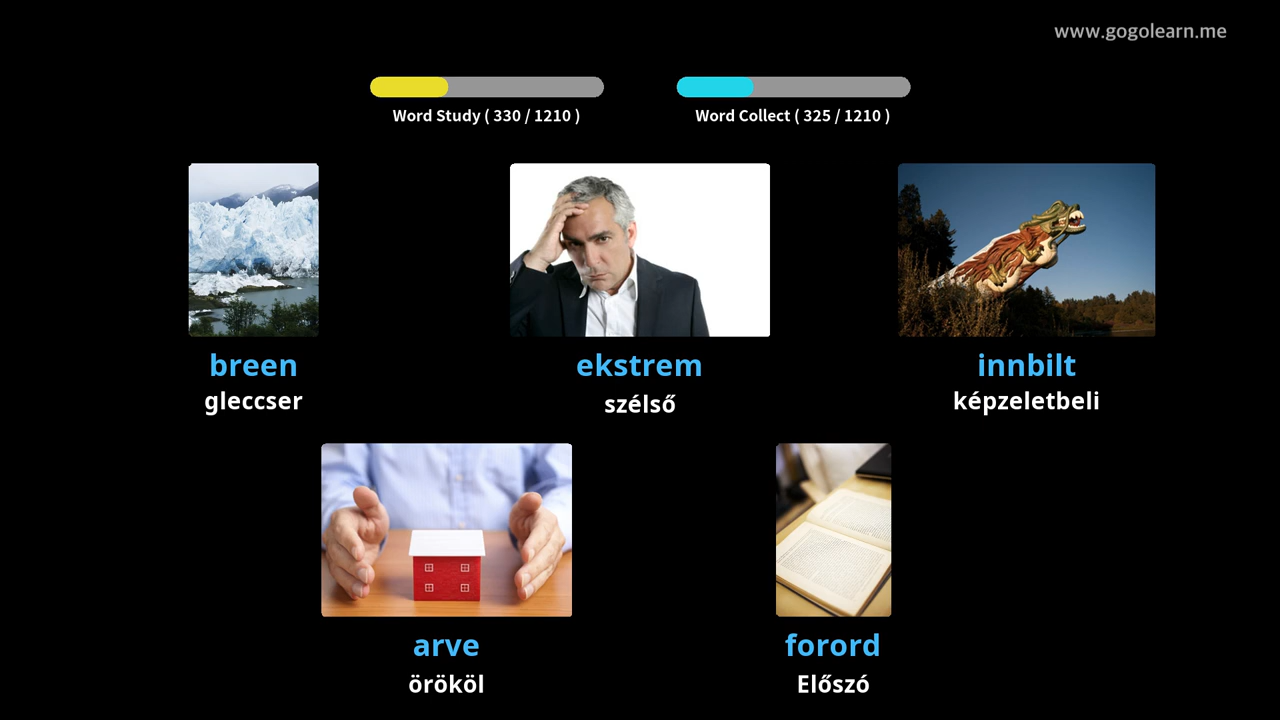 www.gogolearn.me
Word Study ( 330 / 1210 )
Word Collect ( 325 / 1210 )
breen
gleccser
ekstrem
szélső
innbilt
képzeletbeli
arve
örököl
forord
Előszó